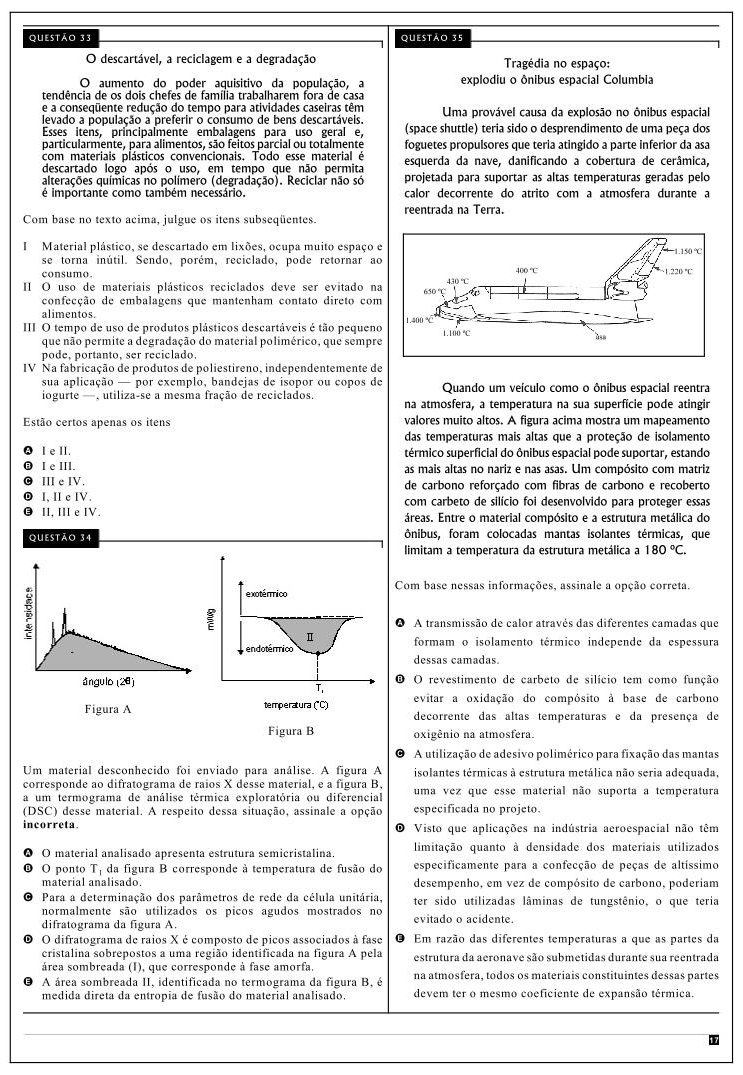 QUESTÃO 33
O descartável, a reciclagem e a degradação
O aumento do poder aquisitivo da população, a
tendência de os dois chefes de família trabalharem fora de casa
e a conseqüente redução do tempo para atividades caseiras têm
levado a população a preferir o consumo de bens descartáveis.
Esses itens, principalmente embalagens para uso geral e,
particularmente, para alimentos, são feitos parcial ou totalmente
com materiais plásticos convencionais. Todo esse material é
descartado logo após o uso, em tempo que não permita
alterações químicas no polímero (degradação). Reciclar não só
é importante como também necessário.
Com base no texto acima, julgue os itens subseqüentes.
I Material plástico, se descartado em lixões, ocupa muito espaço e
se torna inútil. Sendo, porém, reciclado, pode retornar ao
consumo.
II O uso de materiais plásticos reciclados deve ser evitado na
confecção de embalagens que mantenham contato direto com
alimentos.
III O tempo de uso de produtos plásticos descartáveis é tão pequeno
que não permite a degradação do material polimérico, que sempre
pode, portanto, ser reciclado.
IV Na fabricação de produtos de poliestireno, independentemente de
sua aplicação — por exemplo, bandejas de isopor ou copos de
iogurte —, utiliza-se a mesma fração de reciclados.
Estão certos apenas os itens
A I e II.
B I e III.
C III e IV.
D I, II e IV.
E II, III e IV.
QUESTÃO 34
intensidade
ângulo (2θ)
Figura A
mW/g
exotérmico
II
endotérmico
T1
temperatura (°C)
Figura B
Um material desconhecido foi enviado para análise. A figura A
corresponde ao difratograma de raios X desse material, e a figura B,
a um termograma de análise térmica exploratória ou diferencial
(DSC) desse material. A respeito dessa situação, assinale a opção
incorreta.
A O material analisado apresenta estrutura semicristalina.
B O ponto T1 da figura B corresponde à temperatura de fusão do
material analisado.
C Para a determinação dos parâmetros de rede da célula unitária,
normalmente são utilizados os picos agudos mostrados no
difratograma da figura A.
D O difratograma de raios X é composto de picos associados à fase
cristalina sobrepostos a uma região identificada na figura A pela
área sombreada (I), que corresponde à fase amorfa.
E A área sombreada II, identificada no termograma da figura B, é
medida direta da entropia de fusão do material analisado.
QUESTÃO 35
Tragédia no espaço:
explodiu o ônibus espacial Columbia
Uma provável causa da explosão no ônibus espacial
(space shuttle) teria sido o desprendimento de uma peça dos
foguetes propulsores que teria atingido a parte inferior da asa
esquerda da nave, danificando a cobertura de cerâmica,
projetada para suportar as altas temperaturas geradas pelo
calor decorrente do atrito com a atmosfera durante a
reentrada na Terra.
1.150 ºC
1.220 ºC
400 ºC
430 ºC
650 ºC
1.400 ºC
1.100 ºC
asa
Quando um veículo como o ônibus espacial reentra
na atmosfera, a temperatura na sua superfície pode atingir
valores muito altos. A figura acima mostra um mapeamento
das temperaturas mais altas que a proteção de isolamento
térmico superficial do ônibus espacial pode suportar, estando
as mais altas no nariz e nas asas. Um compósito com matriz
de carbono reforçado com fibras de carbono e recoberto
com carbeto de silício foi desenvolvido para proteger essas
áreas. Entre o material compósito e a estrutura metálica do
ônibus, foram colocadas mantas isolantes térmicas, que
limitam a temperatura da estrutura metálica a 180 ºC.
Com base nessas informações, assinale a opção correta.
A A transmissão de calor através das diferentes camadas que
formam o isolamento térmico independe da espessura
dessas camadas.
B O revestimento de carbeto de silício tem como função
evitar a oxidação do compósito à base de carbono
decorrente das altas temperaturas e da presença de
oxigênio na atmosfera.
C A utilização de adesivo polimérico para fixação das mantas
isolantes térmicas à estrutura metálica não seria adequada,
uma vez que esse material não suporta a temperatura
especificada no projeto.
D Visto que aplicações na indústria aeroespacial não têm
limitação quanto à densidade dos materiais utilizados
especificamente para a confecção de peças de altíssimo
desempenho, em vez de compósito de carbono, poderiam
ter sido utilizadas lâminas de tungstênio, o que teria
evitado o acidente.
E Em razão das diferentes temperaturas a que as partes da
estrutura da aeronave são submetidas durante sua reentrada
na atmosfera, todos os materiais constituintes dessas partes
devem ter o mesmo coeficiente de expansão térmica.
17